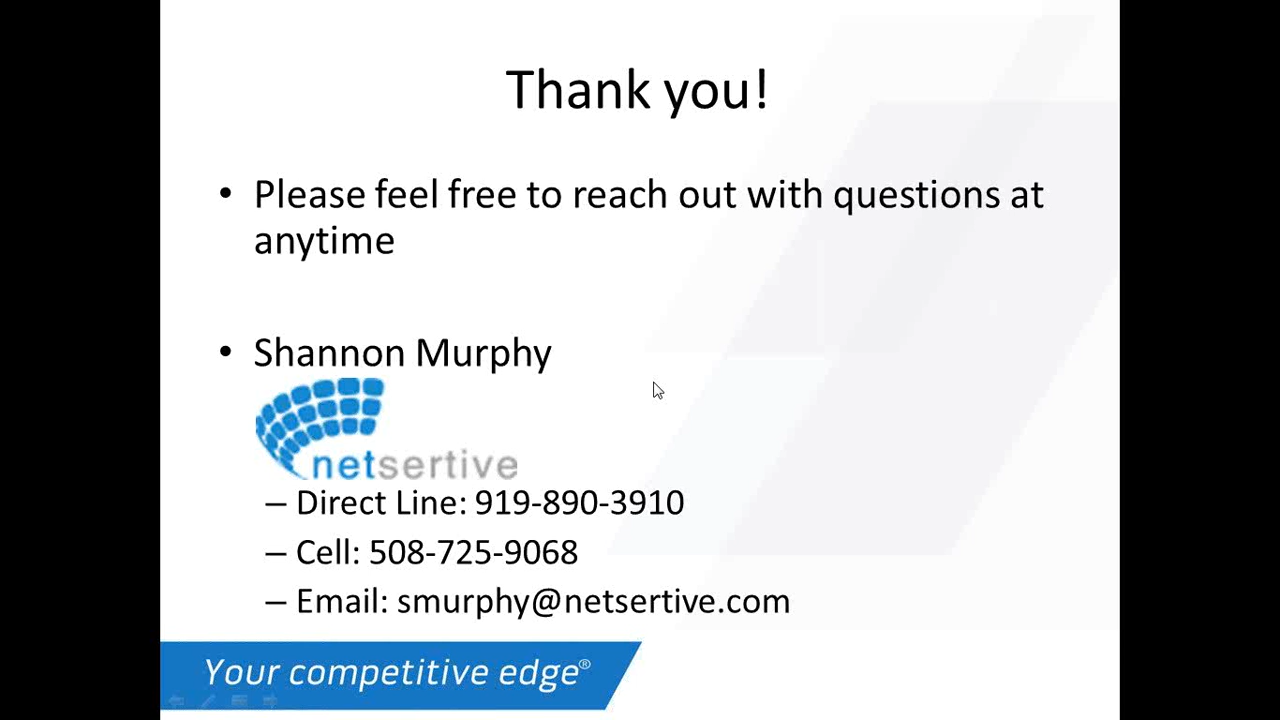 Thank you!
• Please feel free to reach out with questions at
anytime
• Shannon Murphy
netsertive
– Direct Line: 919-890-3910
– Cell: 508-725-9068
– Email: smurphy@netsertive.com
Your competitive edge®